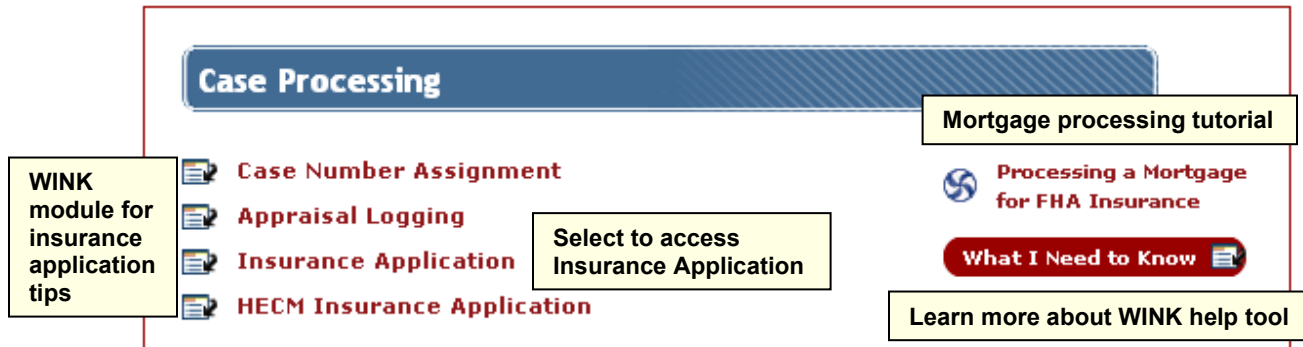 Case Processing
Mortgage processing tutorial
WINK
module for
insurance
application
tips
Case Number Assignment
Appraisal Logging
Insurance Application
HECM Insurance Application
Select to access
Insurance Application
Processing a Mortgage
for FHA Insurance
What I Need to Know
Learn more about WINK help tool